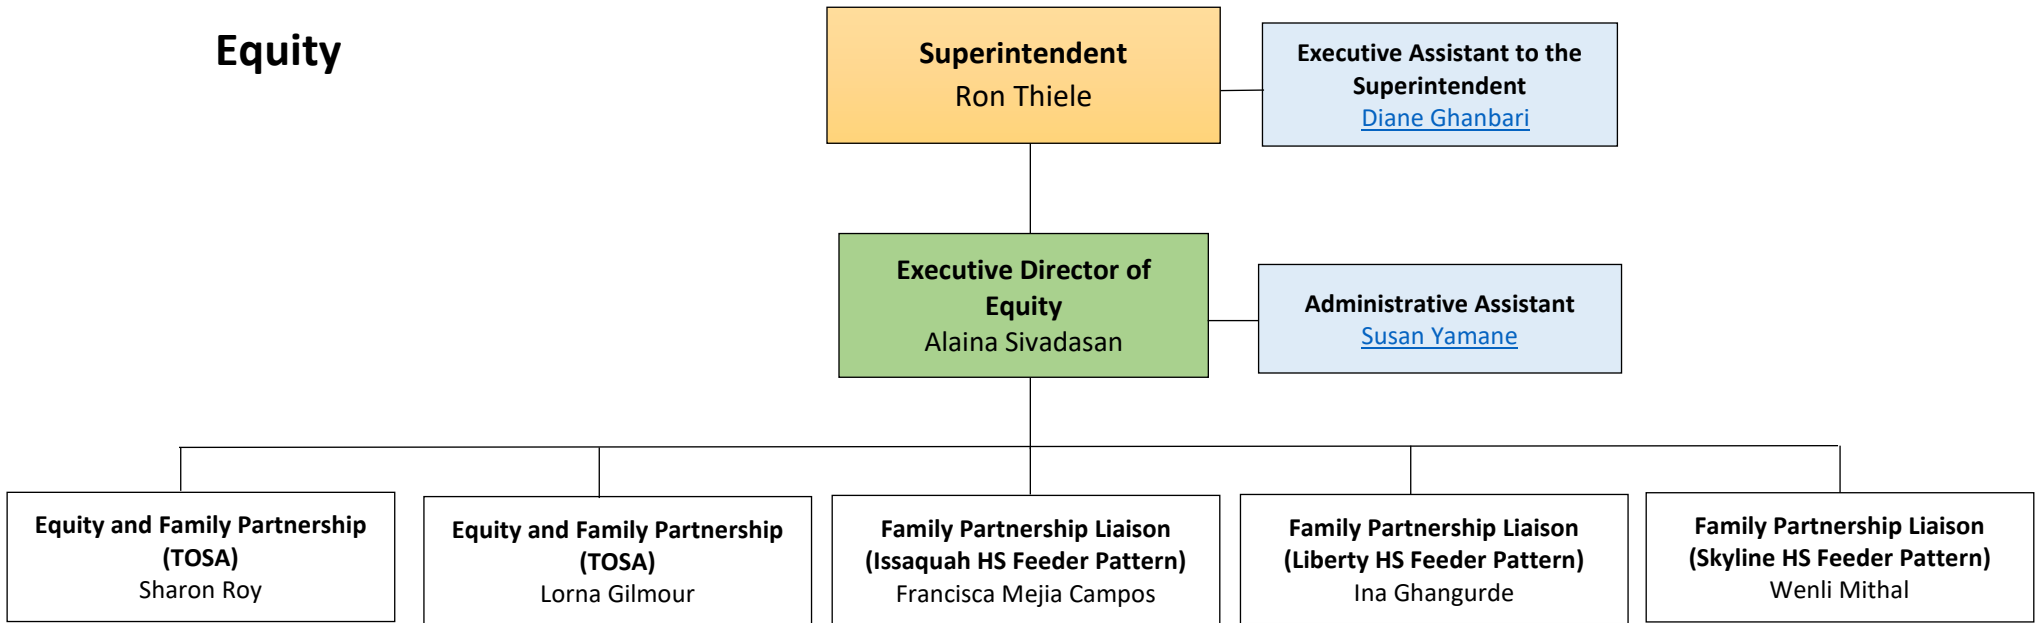 Equity
Superintendent
Ron Thiele
Executive Assistant to the
Superintendent
Diane Ghanbari
Executive Director of
Equity
Alaina Sivadasan
Administrative Assistant
Susan Yamane
Equity and Family Partnership
(TOSA)
Sharon Roy
Equity and Family Partnership
(TOSA)
Lorna Gilmour
Family Partnership Liaison
(Issaquah HS Feeder Pattern)
Francisca Mejia Campos
Family Partnership Liaison
(Liberty HS Feeder Pattern)
Ina Ghangurde
Family Partnership Liaison
(Skyline HS Feeder Pattern)
Wenli Mithal